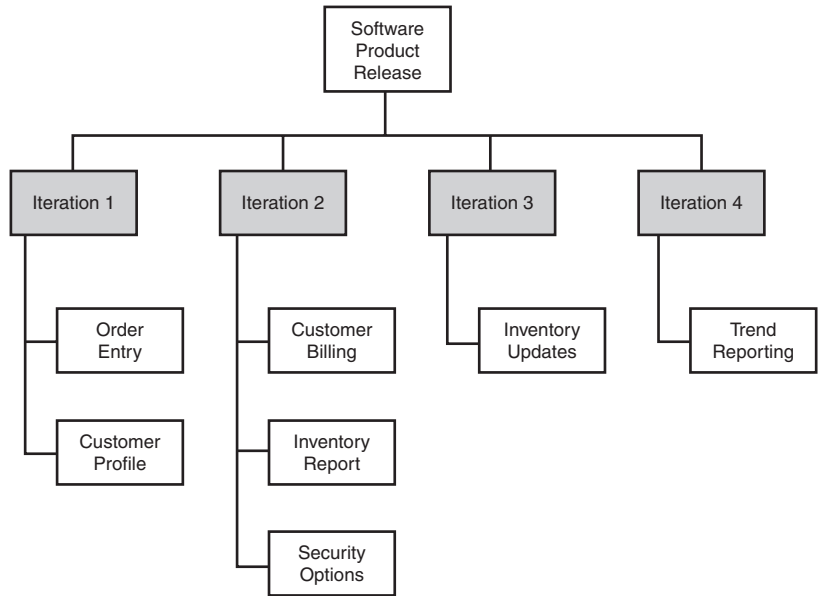 Software
Product
Release
Iteration 1
Iteration 2
Iteration 3
Iteration 4
Order
Entry
Customer
Billing
Inventory
Updates
Trend
Reporting
Customer
Profile
Inventory
Report
Security
Options